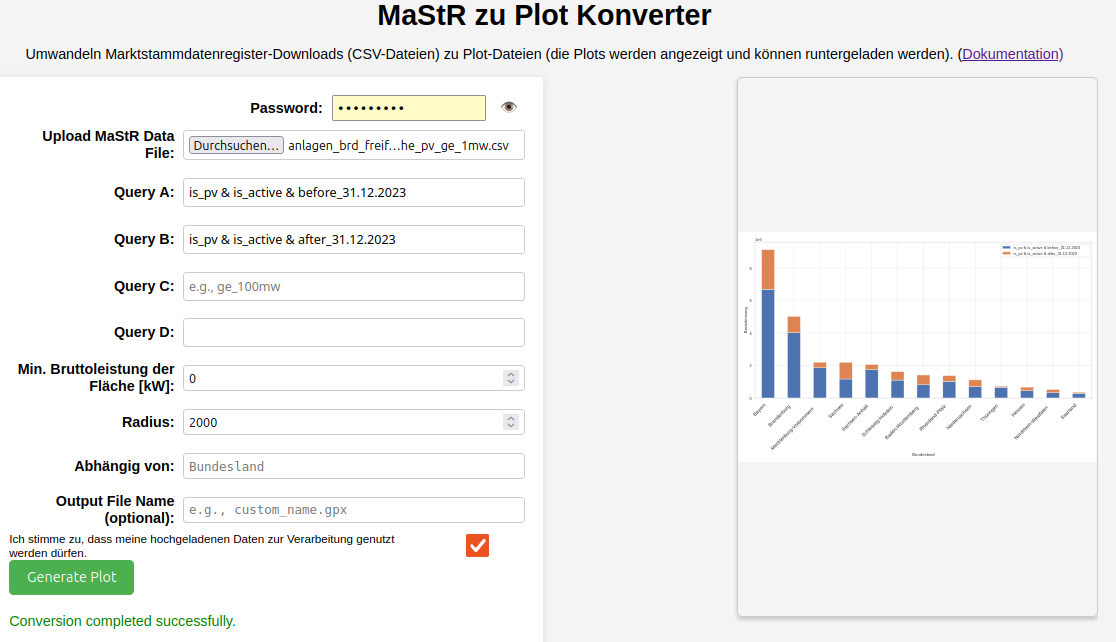 MaStR zu Plot Konverter
Umwandeln Marktstammdatenregister-Downloads (CSV-Dateien) zu Plot-Dateien (die Plots werden angezeigt und können runtergeladen werden). (Dokumentation)
Password: •••••••••
Upload MaStR Data
File:
Durchsuchen... anlagen_brd_freif…he_pv_ge_1mw.csv
Query A: is_pv & is_active & before_31.12.2023
Query B: is_pv & is_active & after_31.12.2023
Query C: e.g., ge_100mw
Query D:
Min. Bruttoleistung der
Fläche [kW]: 0
Radius: 2000
Abhängig von: Bundesland
Output File Name
(optional): e.g., custom_name.gpx
Ich stimme zu, dass meine hochgeladenen Daten zur Verarbeitung genutzt
werden dürfen.
Generate Plot
Conversion completed successfully.
1e6
is_pv & is_active & before_31.12.2023
is_pv & is_active & after_31.12.2023
8
6
4
2
0
Bruttoleistung
Bayern
Brandenburg
Mecklenburg-Vorpommern
Sachsen
Sachsen-Anhalt
Schleswig-Holstein
Baden-Württemberg
Rheinland-Pfalz
Niedersachsen
Thüringen
Hessen
Nordrhein-Westfalen
Saarland
Bundesland